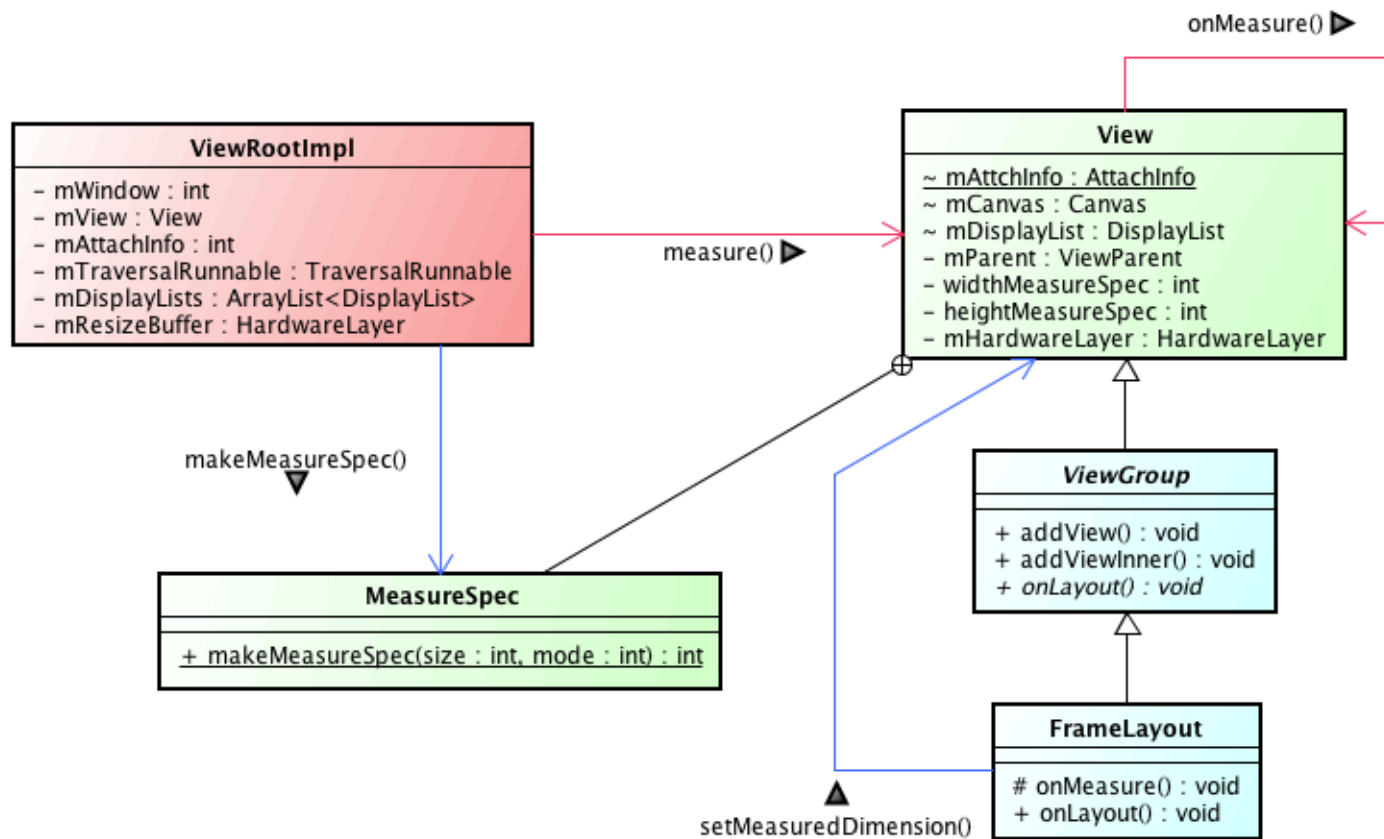 onMeasure()
ViewRootImpl
- mWindow : int
- mView : View
- mAttachInfo : int
- mTraversalRunnable : TraversalRunnable
- mDisplayLists : ArrayList<DisplayList>
- mResizeBuffer : HardwareLayer
measure()
View
~ mAttchInfo : AttachInfo
~ mCanvas : Canvas
~ mDisplayList : DisplayList
- mParent : ViewParent
- widthMeasureSpec : int
- heightMeasureSpec : int
- mHardwareLayer : HardwareLayer
makeMeasureSpec()
MeasureSpec
+ makeMeasureSpec(size : int, mode : int) : int
ViewGroup
+ addView() : void
+ addViewInner() : void
+ onLayout() : void
FrameLayout
# onMeasure() : void
+ onLayout() : void
setMeasuredDimension()